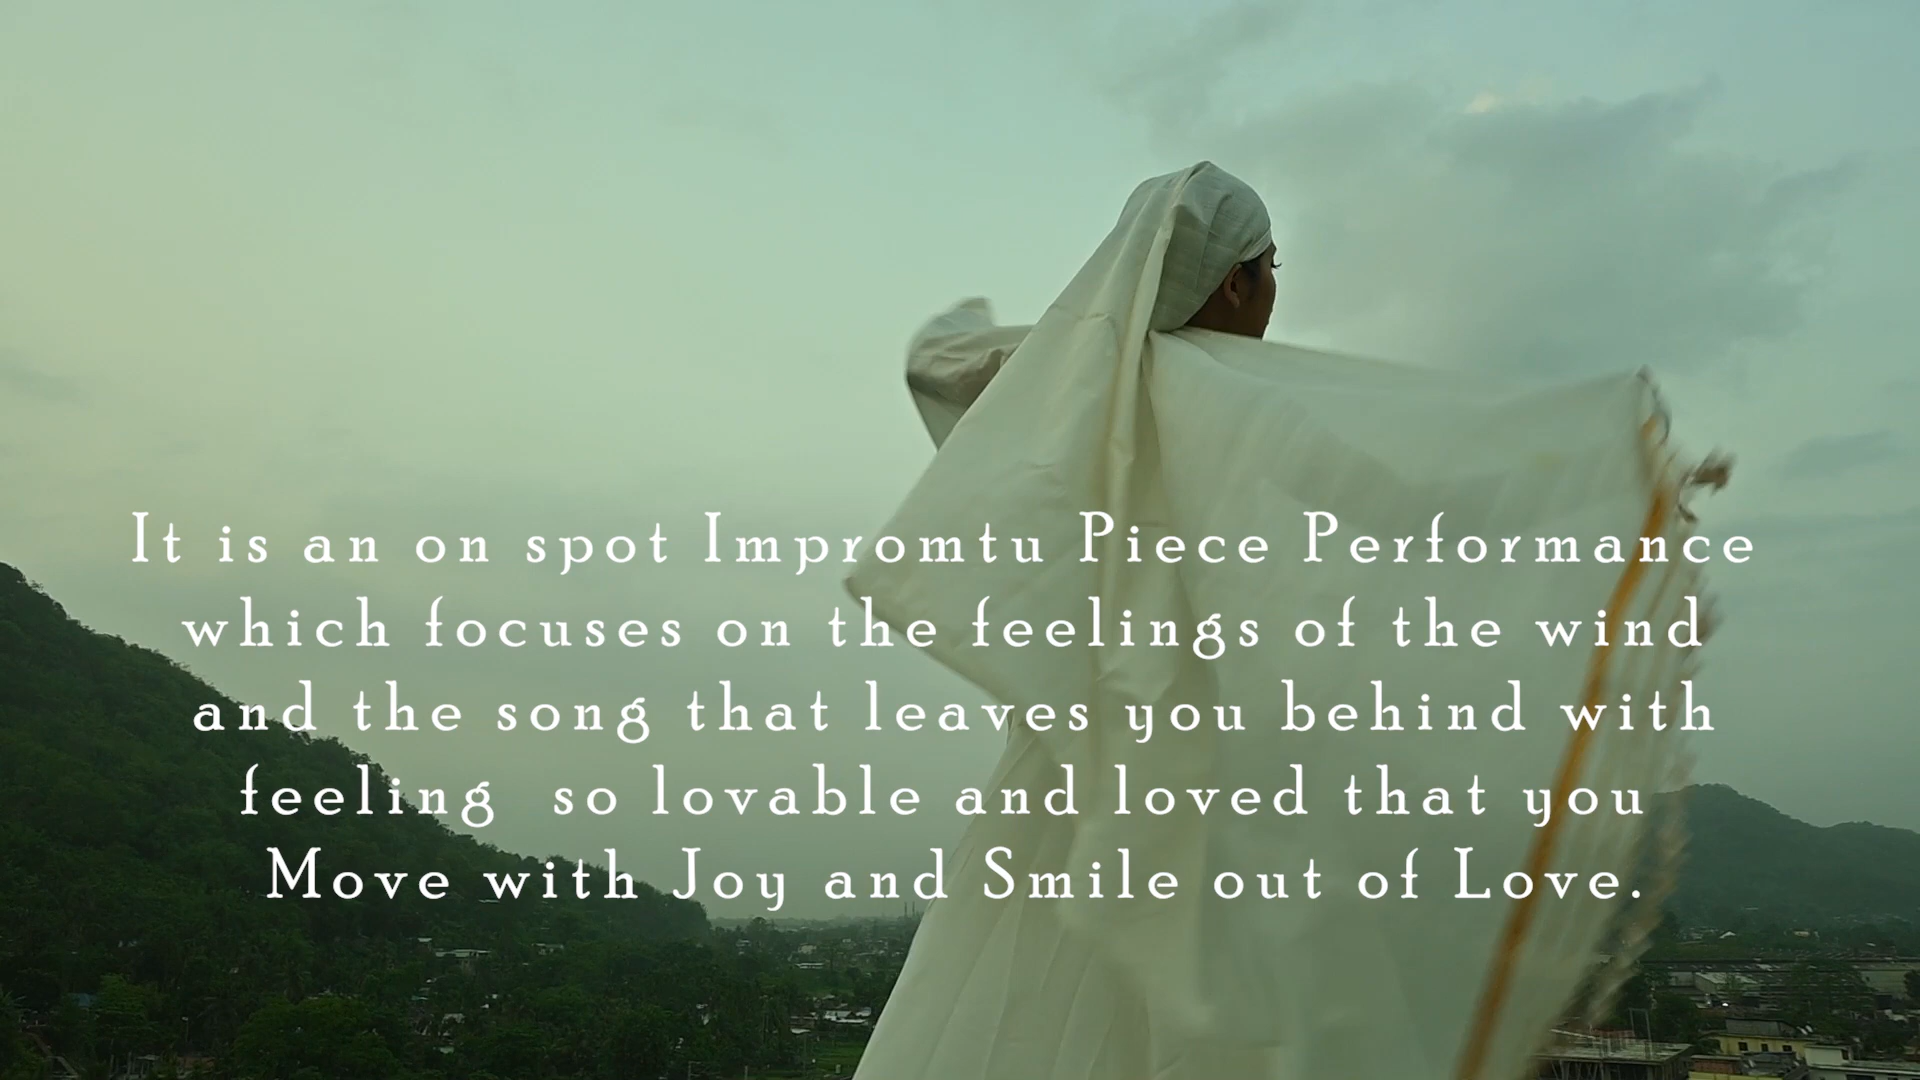 It is an on spot Impromtu Piece Performance
which focuses on the feelings of the wind
and the song that leaves you behind with
feeling  so lovable and loved that you
Move with Joy and Smile out of Love.